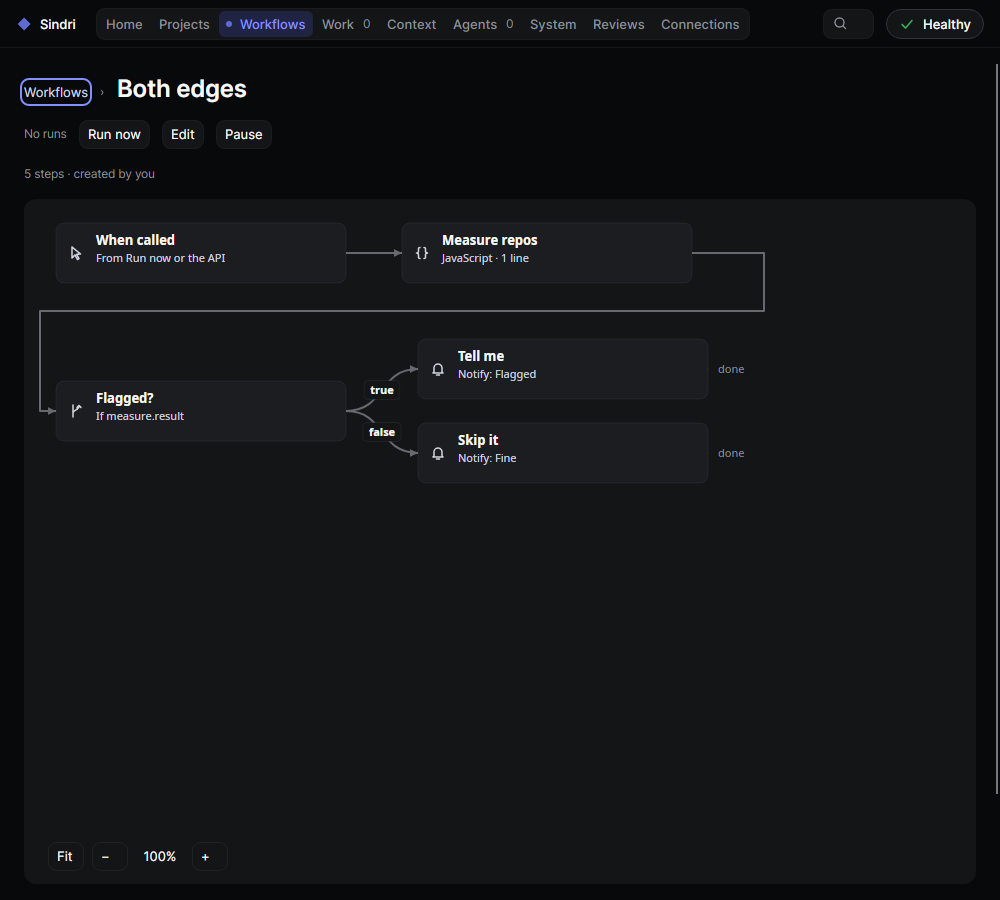 Sindri Home Projects Workflows Work 0 Context Agents 0 System Reviews Connections Healthy
Workflows › Both edges
No runs Run now Edit Pause
5 steps · created by you
When called
From Run now or the API
Measure repos
{} JavaScript · 1 line
Tell me
Notify: Flagged
done
true
Flagged?
If measure.result
false
Skip it
Notify: Fine
done
Fit − 100% +